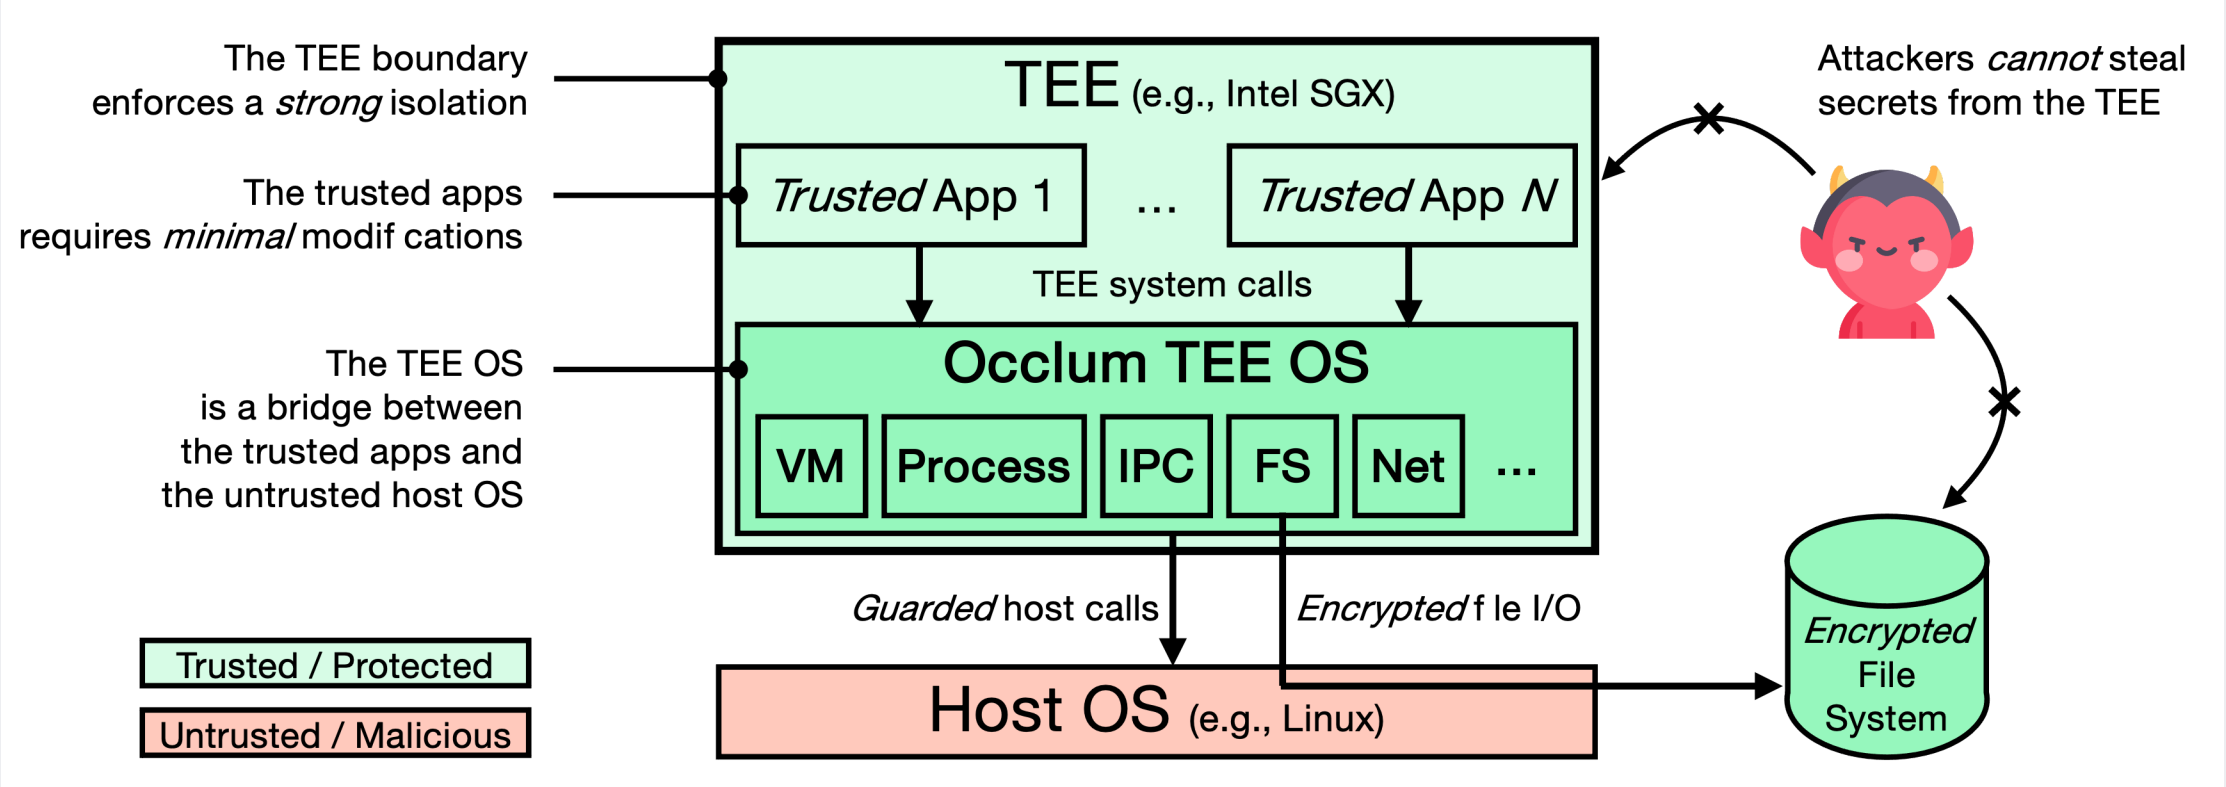 The TEE boundary
enforces a strong isolation
The trusted apps
requires minimal modif cations
The TEE OS
is a bridge between
the trusted apps and
the untrusted host OS
Trusted / Protected
Untrusted / Malicious
TEE (e.g., Intel SGX)
Trusted App 1
...
Trusted App N
TEE system calls
Occlum TEE OS
VM
Process
IPC
FS
Net
...
Guarded host calls
Encrypted f le I/O
Host OS (e.g., Linux)
Attackers cannot steal
secrets from the TEE
Encrypted
File
System